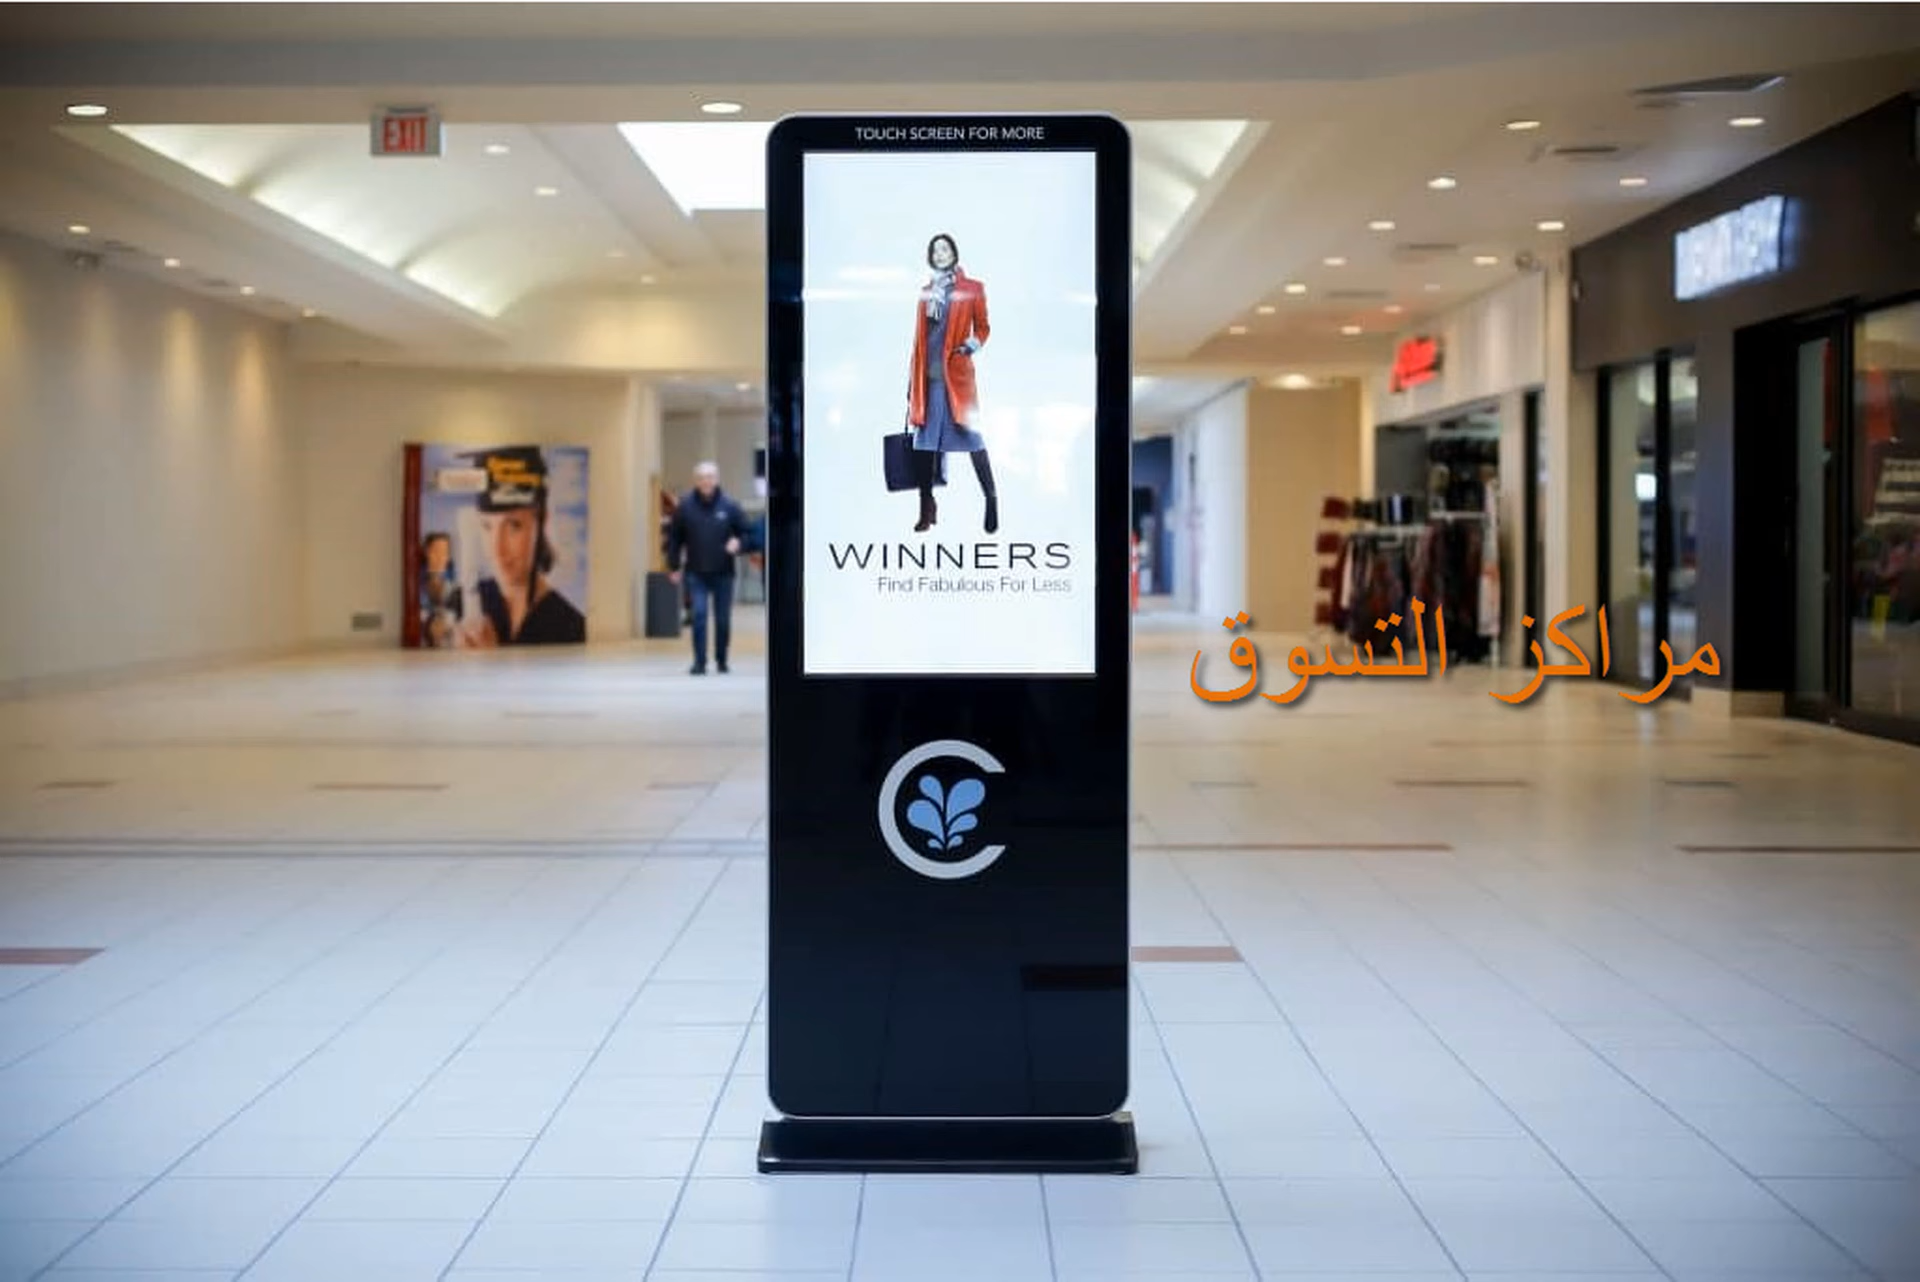 TOUCH SCREEN FOR MORE
EXIT
WINNERS
Find Fabulous For Less
مراكز التسوق